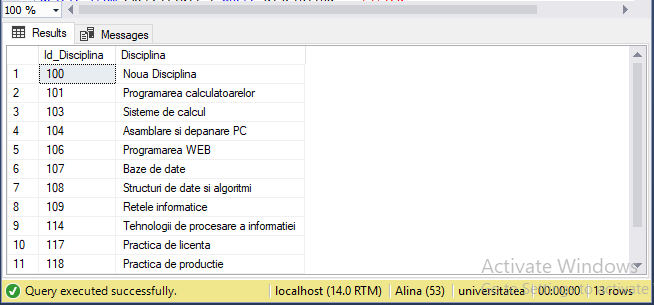 100 %
Results Messages
Id_Disciplina Disciplina
1 100 Noua Disciplina
2 101 Programarea calculatoarelor
3 103 Sisteme de calcul
4 104 Asamblare si depanare PC
5 106 Programarea WEB
6 107 Baze de date
7 108 Structuri de date si algoritmi
8 109 Retele informatice
9 114 Tehnologii de procesare a informatiei
10 117 Practica de licenta
11 118 Practica de productie
Activate Windows
Go to Settings to activate
Query executed successfully. localhost (14.0 RTM) Alina (53) universitatea 00:00:00 13 rows